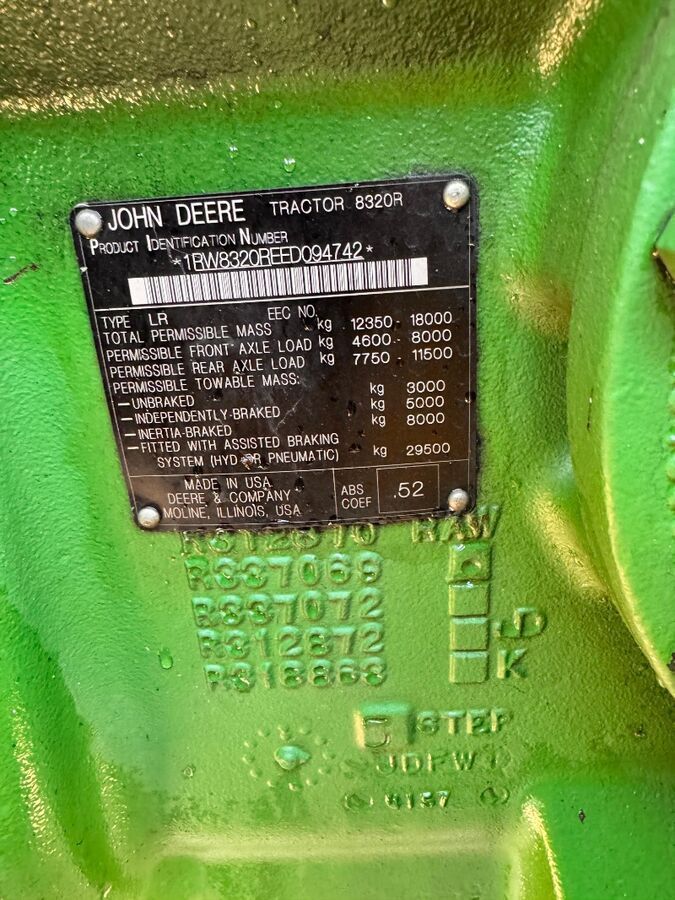 JOHN DEERE TRACTOR 8320R
PRODUCT IDENTIFICATION NUMBER
*1RW8320REED094742*
TYPE LR EEC NO.
TOTAL PERMISSIBLE MASS kg 12350 - 18000
PERMISSIBLE FRONT AXLE LOAD kg 4600 - 8000
PERMISSIBLE REAR AXLE LOAD kg 7750 - 11500
PERMISSIBLE TOWABLE MASS:
-UNBRAKED kg 3000
-INDEPENDENTLY-BRAKED kg 5000
-INERTIA-BRAKED kg 8000
-FITTED WITH ASSISTED BRAKING
SYSTEM (HYD OR PNEUMATIC) kg 29500
MADE IN USA
DEERE & COMPANY
MOLINE, ILLINOIS, USA
ABS
COEF .52
RAW
R337069
R337072
R312872
R318863 K
STEP